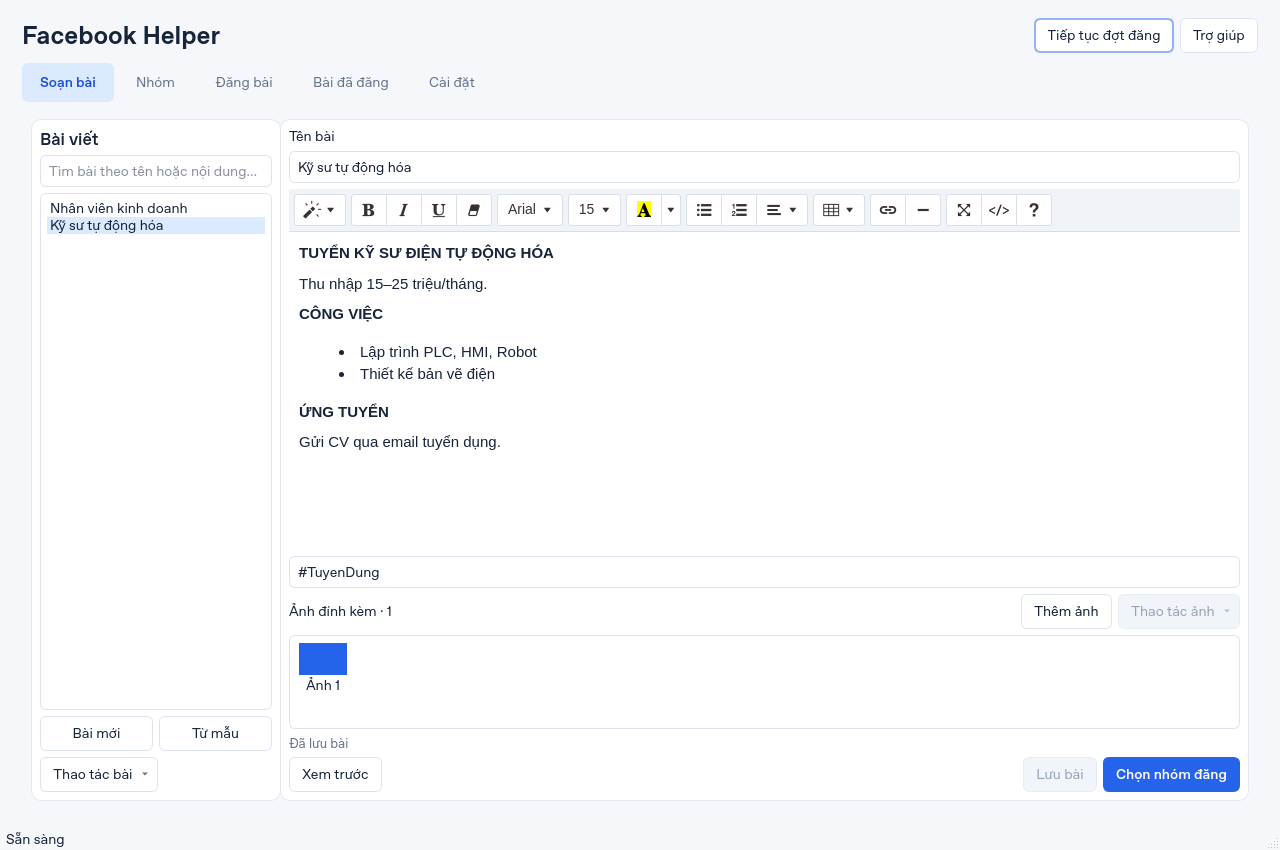 Facebook Helper
Tiếp tục đợt đăng
Trợ giúp
Soạn bài
Nhóm
Đăng bài
Bài đã đăng
Cài đặt
Bài viết
Tìm bài theo tên hoặc nội dung...
Nhân viên kinh doanh
Kỹ sư tự động hóa
Bài mới
Từ mẫu
Thao tác bài
Tên bài
Kỹ sư tự động hóa
B I U Arial 15 A </> ?
TUYỂN KỸ SƯ ĐIỆN TỰ ĐỘNG HÓA
Thu nhập 15–25 triệu/tháng.
CÔNG VIỆC
• Lập trình PLC, HMI, Robot
• Thiết kế bản vẽ điện
ỨNG TUYỂN
Gửi CV qua email tuyển dụng.
#TuyenDung
Ảnh đính kèm · 1
Thêm ảnh
Thao tác ảnh
Ảnh 1
Đã lưu bài
Xem trước
Lưu bài
Chọn nhóm đăng
Sẵn sàng